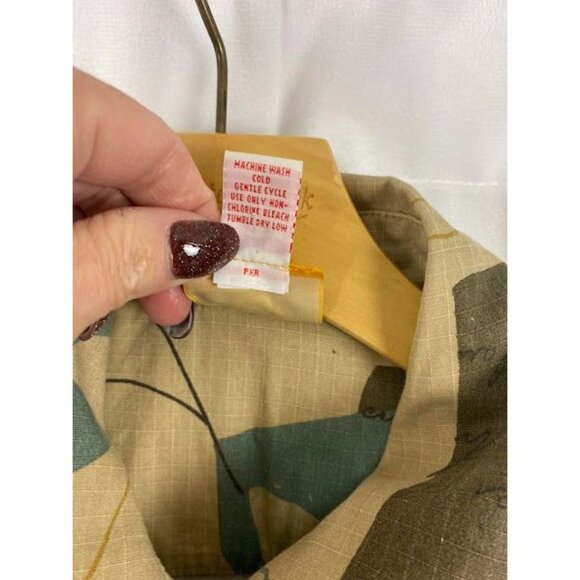 MACHINE WASH
COLD
GENTLE CYCLE
USE ONLY NON-
CHLORINE BLEACH
TUMBLE DRY LOW
PXR